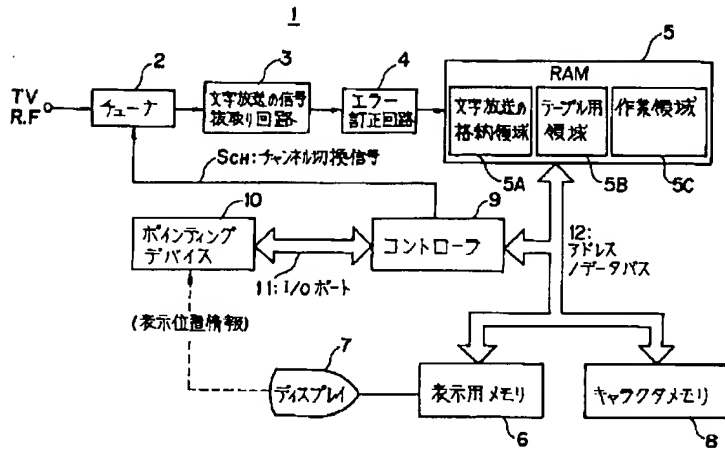 1
TV
R.F
2
チューナ
3
文字放送の信号
抜取り回路
4
エラー
訂正回路
5
RAM
文字放送の
格納領域
テーブル用
領域
作業領域
5A
5B
5C
SCH:チャンネル切換信号
10
ポインティング
デバイス
9
コントローラ
11:I/Oポート
12:
アドレス
/データバス
(表示位置情報)
7
ディスプレイ
表示用メモリ
6
キャラクタメモリ
8